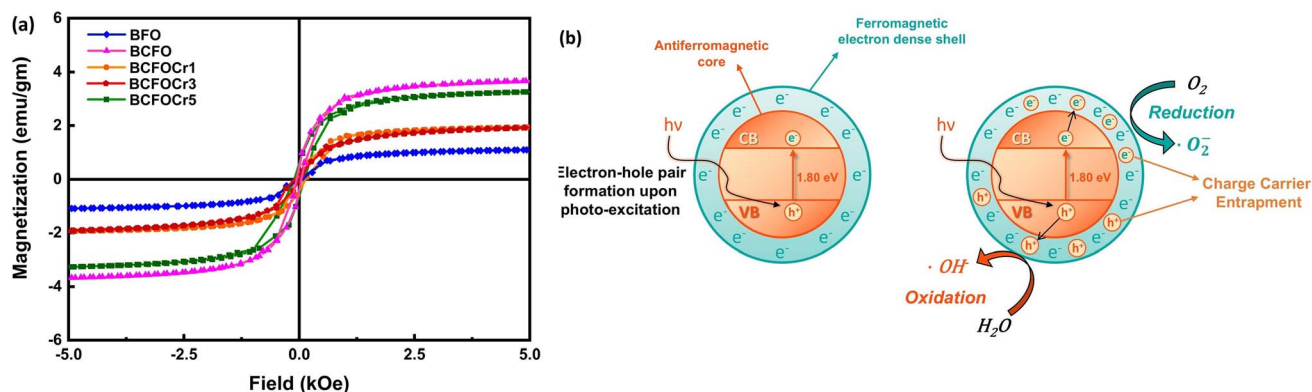 (a)
6
4
2
0
-2
-4
-6
-5.0
-2.5
0.0
2.5
5.0
Magnetization (emu/gm)
Field (kOe)
BFO
BCFO
BCFOCr1
BCFOCr3
BCFOCr5
(b)
Antiferromagnetic
core
Ferromagnetic
electron dense shell
hν
Electron-hole pair
formation upon
photo-excitation
e⁻ e⁻ e⁻ e⁻ e⁻ e⁻ e⁻ e⁻ e⁻ e⁻ e⁻ e⁻
CB
e⁻
1.80 eV
VB
h⁺
hν
e⁻ e⁻ e⁻ e⁻ e⁻ e⁻ e⁻ e⁻ e⁻
CB
e⁻
1.80 eV
VB
h⁺
h⁺ h⁺ h⁺ h⁺
O₂
Reduction
· O₂⁻
Charge Carrier
Entrapment
· OH
Oxidation
H₂O